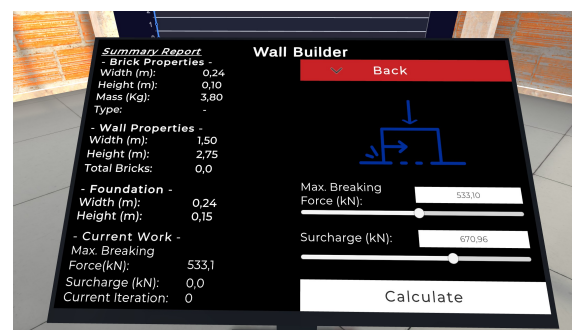 Summary Report
Wall Builder
- Brick Properties -
Width (m): 0,24
Height (m): 0,10
Mass (Kg): 3,80
Type: -
- Wall Properties -
Width (m): 1,50
Height (m): 2,75
Total Bricks: 0,0
- Foundation -
Width (m): 0,24
Height (m): 0,15
- Current Work -
Max. Breaking
Force(kN): 533,1
Surcharge (kN): 0,0
Current Iteration: 0
Back
Max. Breaking
Force (kN): 533,10
Surcharge (kN): 670,96
Calculate